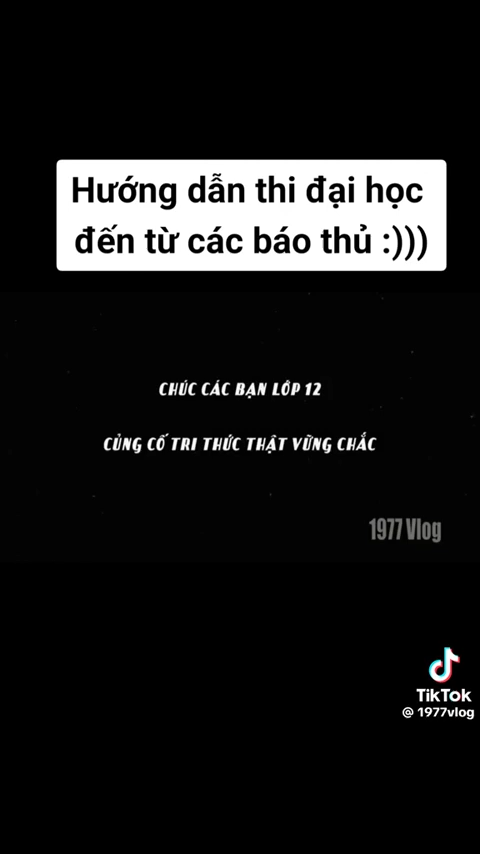 Hướng dẫn thi đại học
đến từ các báo thủ :)))
CHÚC CÁC BẠN LỚP 12
CỦNG CỐ TRI THỨC THẬT VỮNG CHẮC
1977 Vlog
TikTok
@ 1977vlog